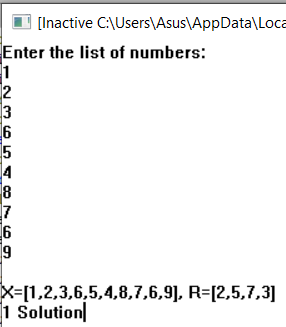 [Inactive C:\Users\Asus\AppData\Loca
Enter the list of numbers:
1
2
3
6
5
4
8
7
6
9
X=[1,2,3,6,5,4,8,7,6,9], R=[2,5,7,3]
1 Solution